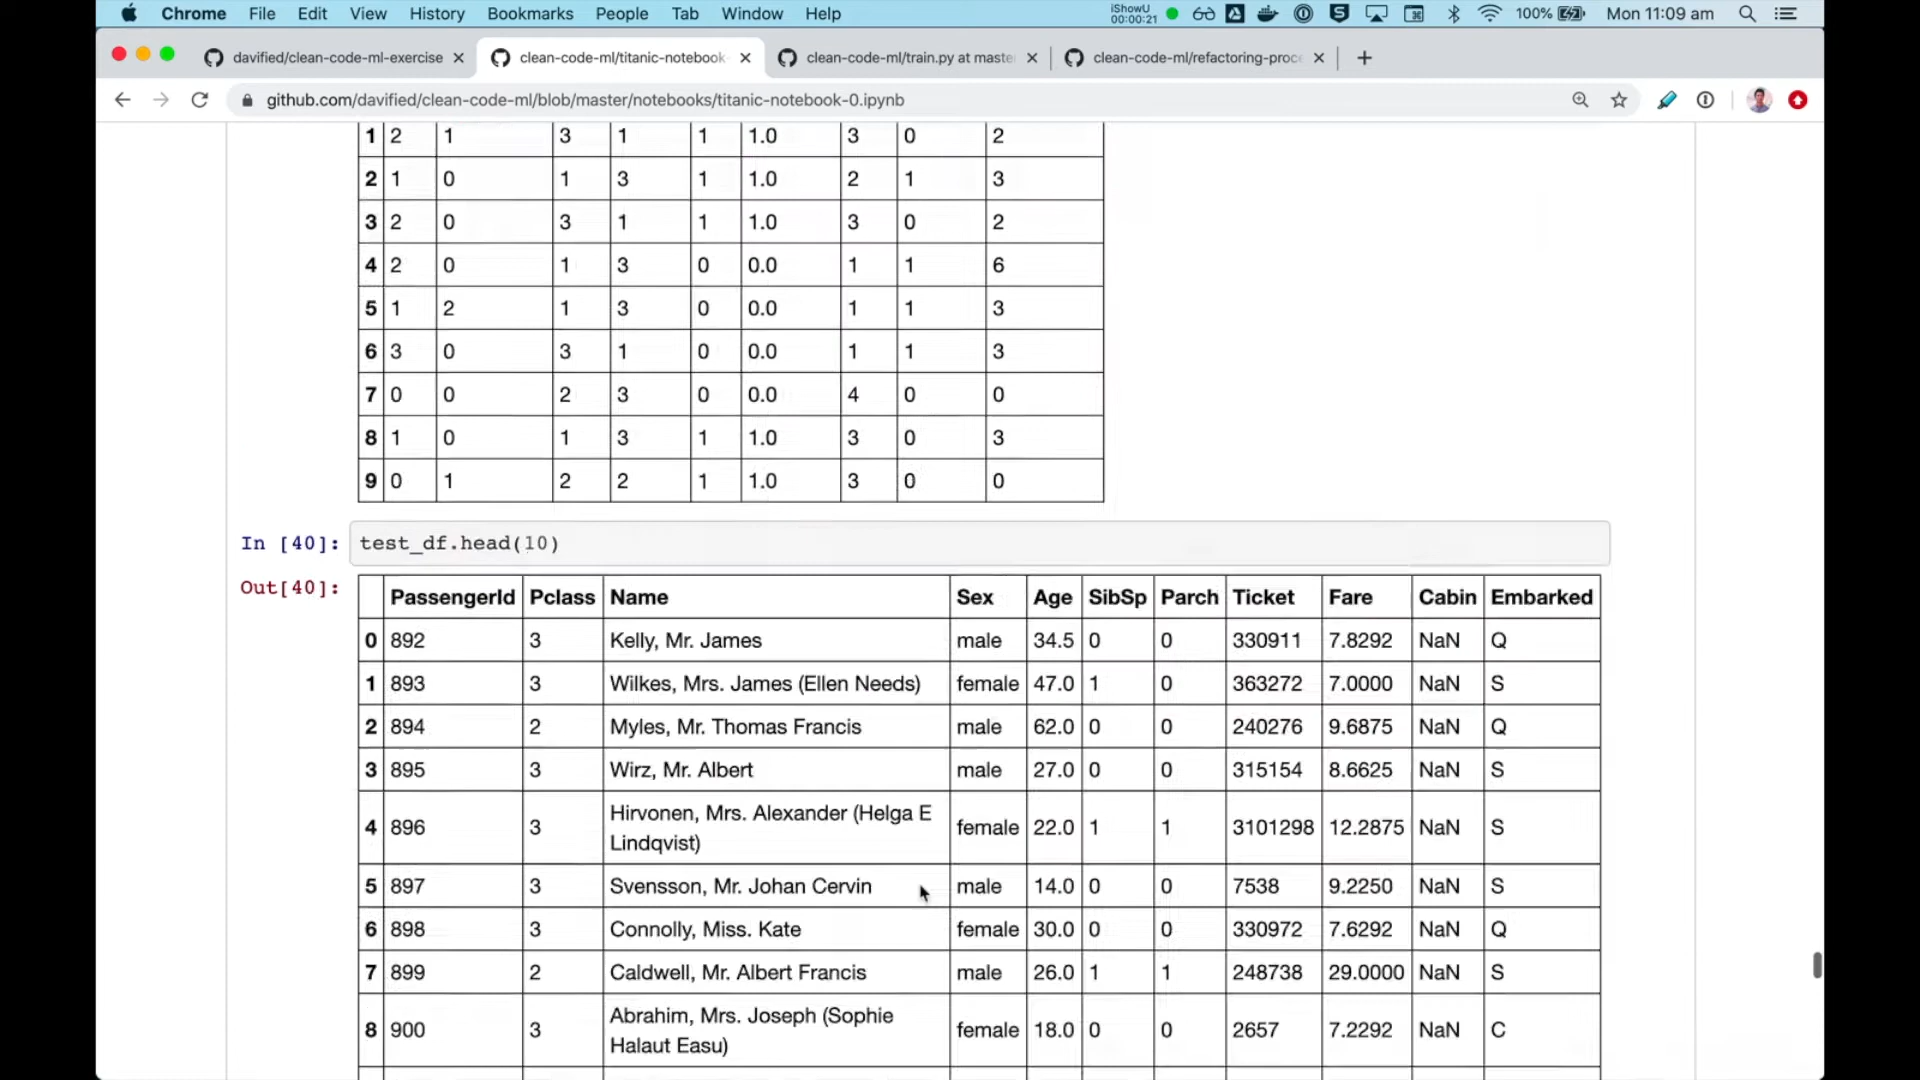 Chrome File Edit View History Bookmarks People Tab Window Help iShowU 00:00:21 100% Mon 11:09 am
davified/clean-code-ml-exercise clean-code-ml/titanic-notebook- clean-code-ml/train.py at maste clean-code-ml/refactoring-proce
github.com/davified/clean-code-ml/blob/master/notebooks/titanic-notebook-0.ipynb
1 2 1 3 1 1 1.0 3 0 2
2 1 0 1 3 1 1.0 2 1 3
3 2 0 3 1 1 1.0 3 0 2
4 2 0 1 3 0 0.0 1 1 6
5 1 2 1 3 0 0.0 1 1 3
6 3 0 3 1 0 0.0 1 1 3
7 0 0 2 3 0 0.0 4 0 0
8 1 0 1 3 1 1.0 3 0 3
9 0 1 2 2 1 1.0 3 0 0
In [40]: test_df.head(10)
Out[40]:
PassengerId Pclass Name Sex Age SibSp Parch Ticket Fare Cabin Embarked
0 892 3 Kelly, Mr. James male 34.5 0 0 330911 7.8292 NaN Q
1 893 3 Wilkes, Mrs. James (Ellen Needs) female 47.0 1 0 363272 7.0000 NaN S
2 894 2 Myles, Mr. Thomas Francis male 62.0 0 0 240276 9.6875 NaN Q
3 895 3 Wirz, Mr. Albert male 27.0 0 0 315154 8.6625 NaN S
4 896 3 Hirvonen, Mrs. Alexander (Helga E female 22.0 1 1 3101298 12.2875 NaN S
Lindqvist)
5 897 3 Svensson, Mr. Johan Cervin male 14.0 0 0 7538 9.2250 NaN S
6 898 3 Connolly, Miss. Kate female 30.0 0 0 330972 7.6292 NaN Q
7 899 2 Caldwell, Mr. Albert Francis male 26.0 1 1 248738 29.0000 NaN S
8 900 3 Abrahim, Mrs. Joseph (Sophie female 18.0 0 0 2657 7.2292 NaN C
Halaut Easu)